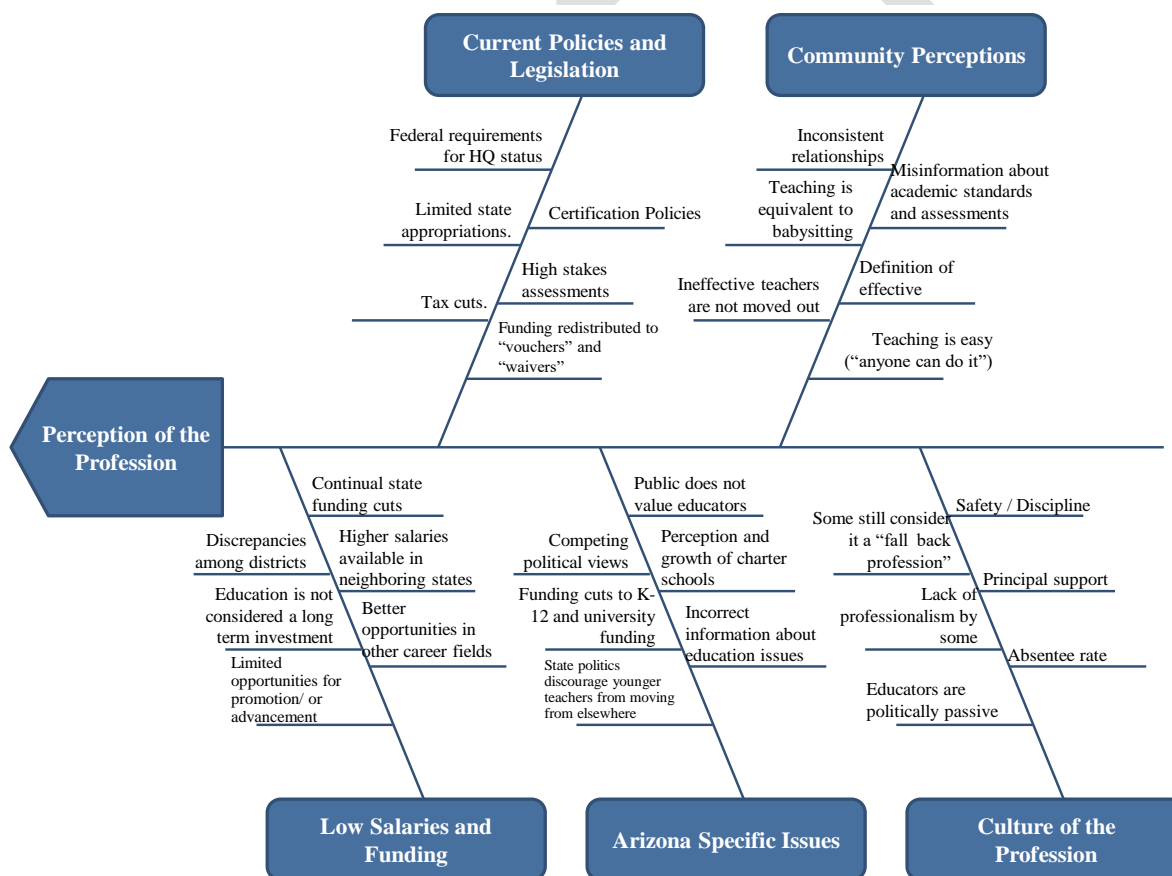 Current Policies and
Legislation
Community Perceptions
Federal requirements
for HQ status
Limited state
appropriations.
Certification Policies
High stakes
assessments
Tax cuts.
Funding redistributed to
“vouchers” and
“waivers”
Inconsistent
relationships
Misinformation about
academic standards
and assessments
Teaching is
equivalent to
babysitting
Definition of
effective
Ineffective teachers
are not moved out
Teaching is easy
(“anyone can do it”)
Perception of the
Profession
Continual state
funding cuts
Discrepancies
among districts
Higher salaries
available in
neighboring states
Education is not
considered a long
term investment
Better
opportunities in
other career fields
Limited
opportunities for
promotion/ or
advancement
Public does not
value educators
Competing
political views
Perception and
growth of charter
schools
Funding cuts to K-
12 and university
funding
Incorrect
information about
education issues
State politics
discourage younger
teachers from moving
from elsewhere
Safety / Discipline
Some still consider
it a “fall back
profession”
Principal support
Lack of
professionalism by
some
Absentee rate
Educators are
politically passive
Low Salaries and
Funding
Arizona Specific Issues
Culture of the
Profession